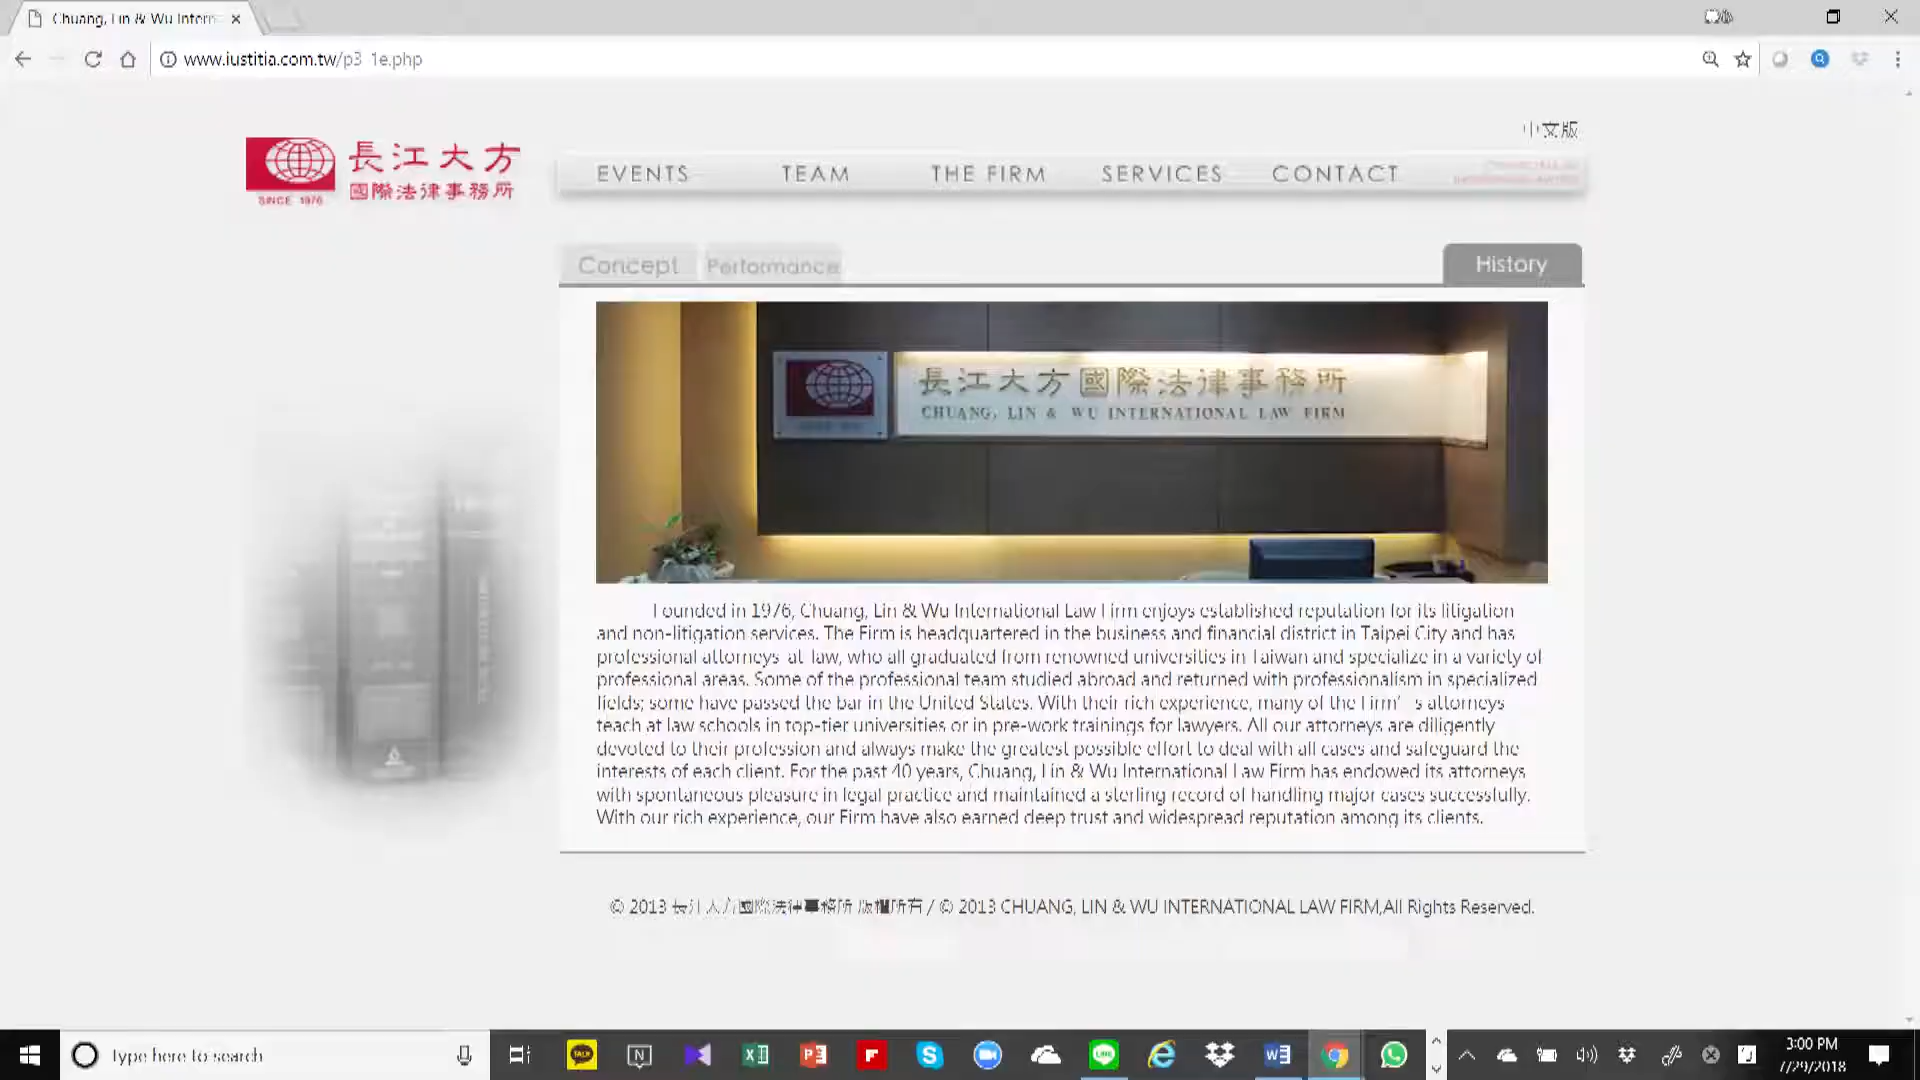 Chuang, Lin & Wu Intern
www.iustitia.com.tw/p3_1e.php
中文版
長江大方
國際法律事務所
SINCE 1976
EVENTS
TEAM
THE FIRM
SERVICES
CONTACT
Concept
Performance
History
長江大方國際法律事務所
CHUANG, LIN & WU INTERNATIONAL LAW FIRM
Founded in 1976, Chuang, Lin & Wu International Law Firm enjoys established reputation for its litigation
and non-litigation services. The Firm is headquartered in the business and financial district in Taipei City and has
professional attorneys-at-law, who all graduated from renowned universities in Taiwan and specialize in a variety of
professional areas. Some of the professional team studied abroad and returned with professionalism in specialized
fields; some have passed the bar in the United States. With their rich experience, many of the Firm’s attorneys
teach at law schools in top-tier universities or in pre-work trainings for lawyers. All our attorneys are diligently
devoted to their profession and always make the greatest possible effort to deal with all cases and safeguard the
interests of each client. For the past 40 years, Chuang, Lin & Wu International Law Firm has endowed its attorneys
with spontaneous pleasure in legal practice and maintained a sterling record of handling major cases successfully.
With our rich experience, our Firm have also earned deep trust and widespread reputation among its clients.
© 2013 長江大方國際法律事務所 版權所有 / © 2013 CHUANG, LIN & WU INTERNATIONAL LAW FIRM,All Rights Reserved.
Type here to search
TALK
LINE
3:00 PM
7/29/2018